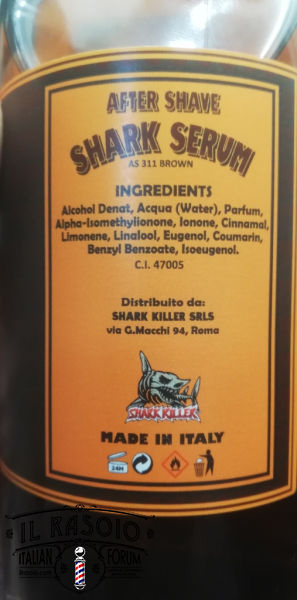 AFTER SHAVE
SHARK SERUM
AS 311 BROWN
INGREDIENTS
Alcohol Denat, Acqua (Water), Parfum,
Alpha-Isomethylionone, Ionone, Cinnamal,
Limonene, Linalool, Eugenol, Coumarin,
Benzyl Benzoate, Isoeugenol.
C.I. 47005
Distribuito da:
SHARK KILLER SRLS
via G.Macchi 94, Roma
SHARK KILLER
MADE IN ITALY
24M
IL RASOIO
ITALIAN FORUM